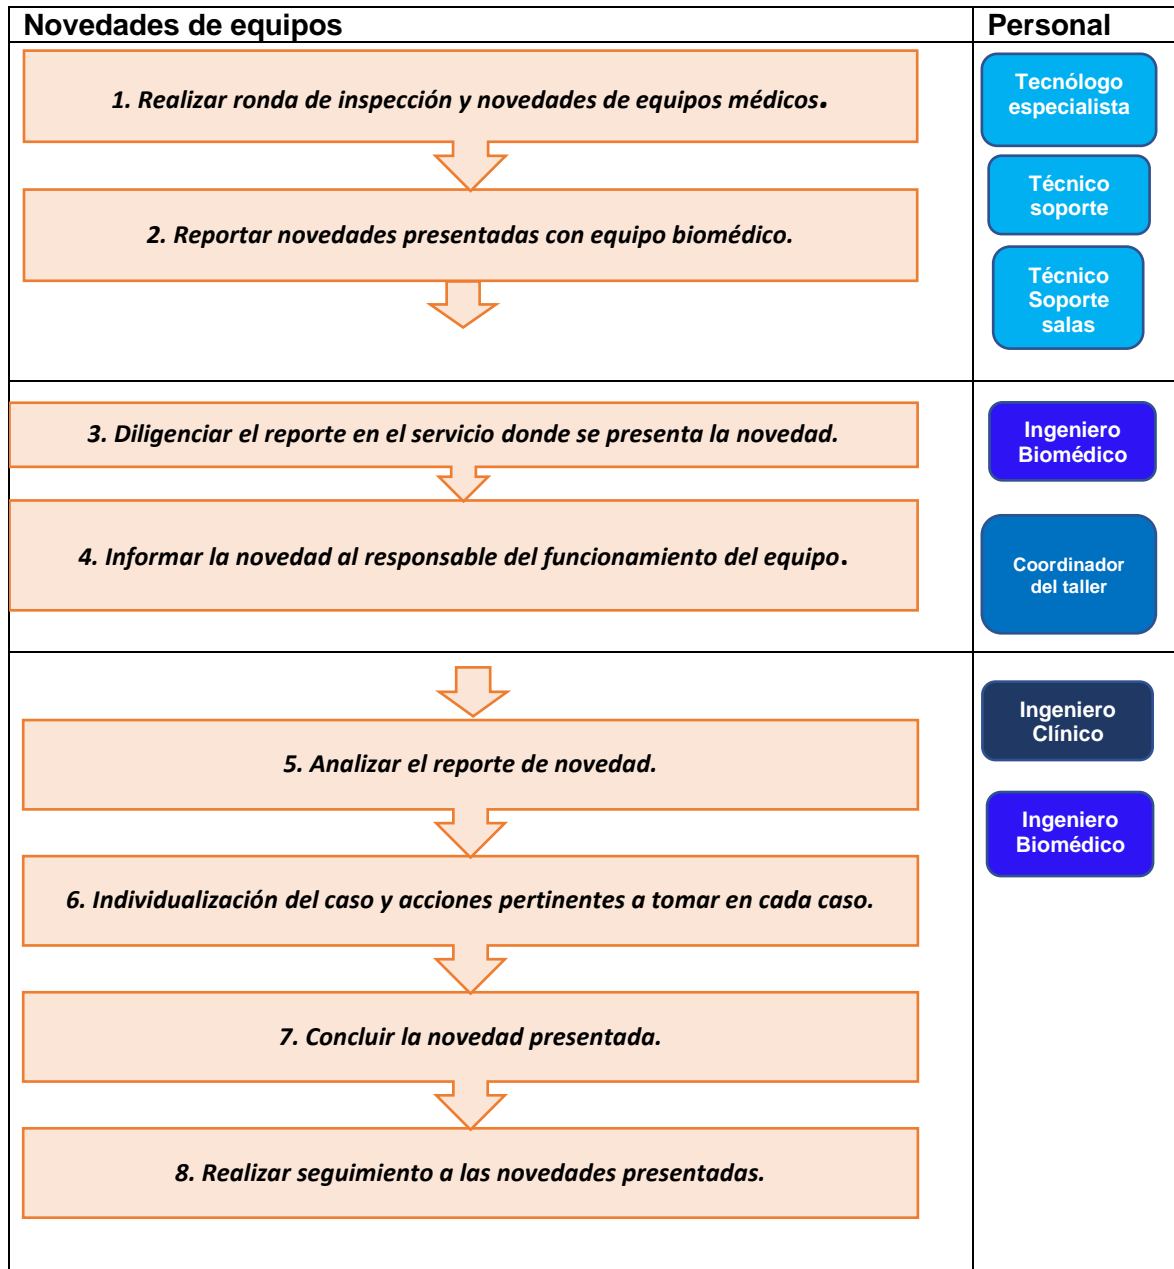 Novedades de equipos
Personal
1. Realizar ronda de inspección y novedades de equipos médicos.
Tecnólogo
especialista
2. Reportar novedades presentadas con equipo biomédico.
Técnico
soporte
Técnico
Soporte
salas
3. Diligenciar el reporte en el servicio donde se presenta la novedad.
Ingeniero
Biomédico
4. Informar la novedad al responsable del funcionamiento del equipo.
Coordinador
del taller
5. Analizar el reporte de novedad.
Ingeniero
Clínico
6. Individualización del caso y acciones pertinentes a tomar en cada caso.
Ingeniero
Biomédico
7. Concluir la novedad presentada.
8. Realizar seguimiento a las novedades presentadas.